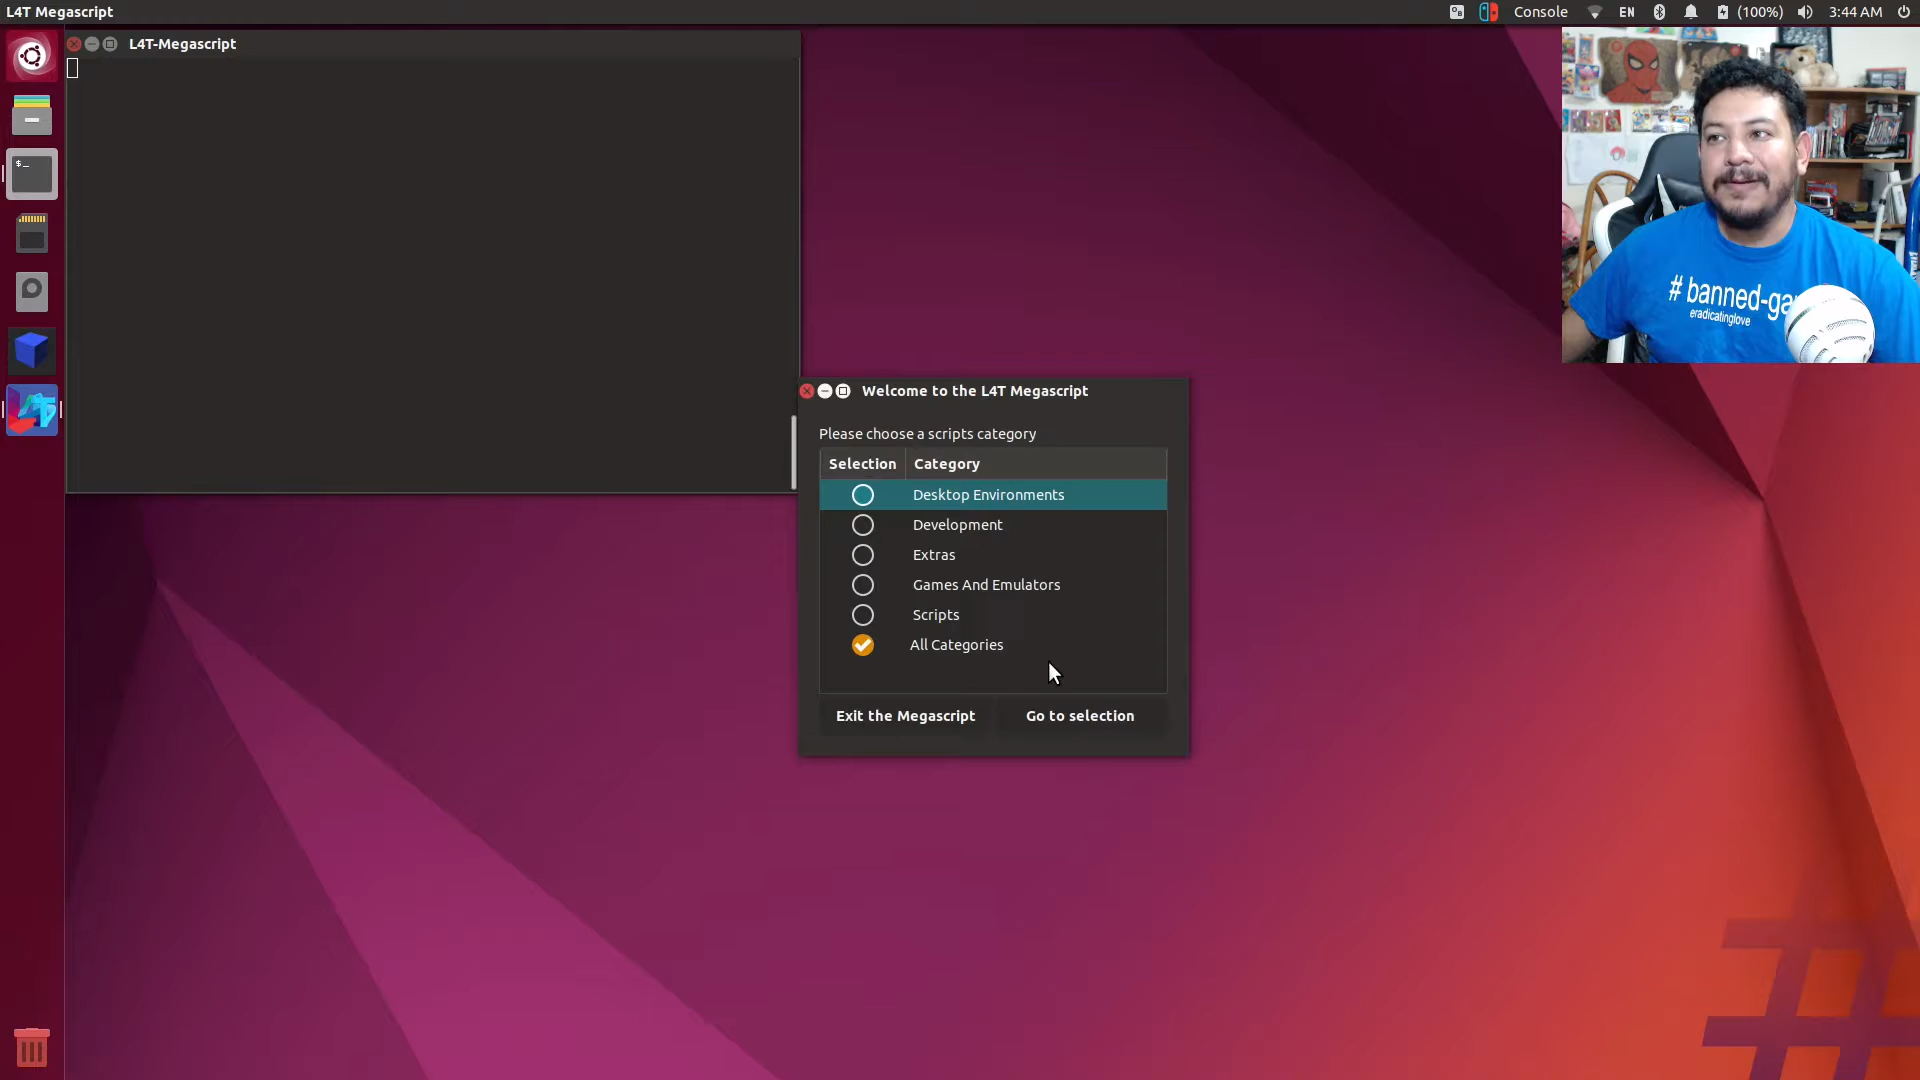 L4T Megascript
Console
EN
(100%)
3:44 AM
L4T-Megascript
$_
L4T
# banned-ga
eradicatinglove
Welcome to the L4T Megascript
Please choose a scripts category
Selection
Category
Desktop Environments
Development
Extras
Games And Emulators
Scripts
All Categories
Exit the Megascript
Go to selection
#